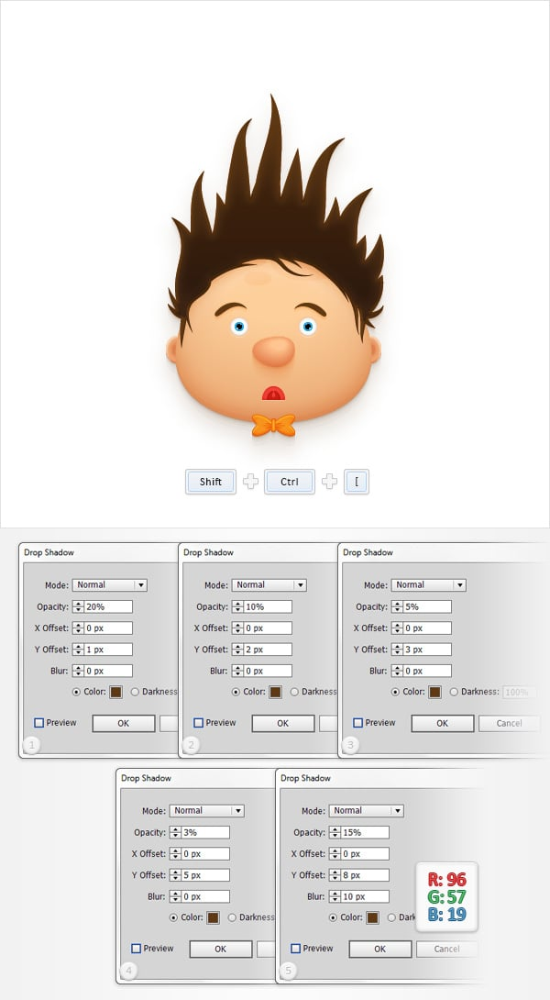 Shift + Ctrl + [
Drop Shadow
Mode: Normal
Opacity: 20%
X Offset: 0 px
Y Offset: 1 px
Blur: 0 px
Color: Darkness
Preview OK
1
Drop Shadow
Mode: Normal
Opacity: 10%
X Offset: 0 px
Y Offset: 2 px
Blur: 0 px
Color: Darkness
Preview OK
2
Drop Shadow
Mode: Normal
Opacity: 5%
X Offset: 0 px
Y Offset: 3 px
Blur: 0 px
Color: Darkness: 100%
Preview OK Cancel
3
Drop Shadow
Mode: Normal
Opacity: 3%
X Offset: 0 px
Y Offset: 5 px
Blur: 0 px
Color: Darkness
Preview OK
4
Drop Shadow
Mode: Normal
Opacity: 15%
X Offset: 0 px
Y Offset: 8 px
Blur: 10 px
Color: Dark
Preview OK Cancel
5
R: 96
G: 57
B: 19